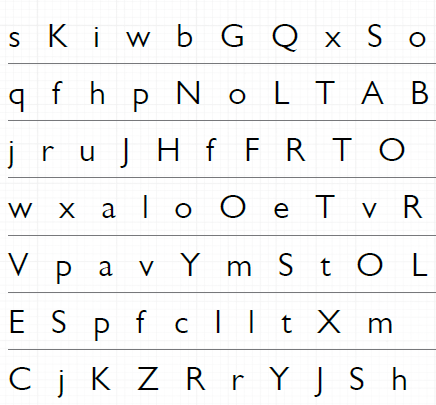 s K i w b G Q x S o
q f h p N o L T A B
j r u J H f F R T O
w x a l o O e T v R
V p a v Y m S t O L
E S p f c I l t X m
C j K Z R r Y J S h